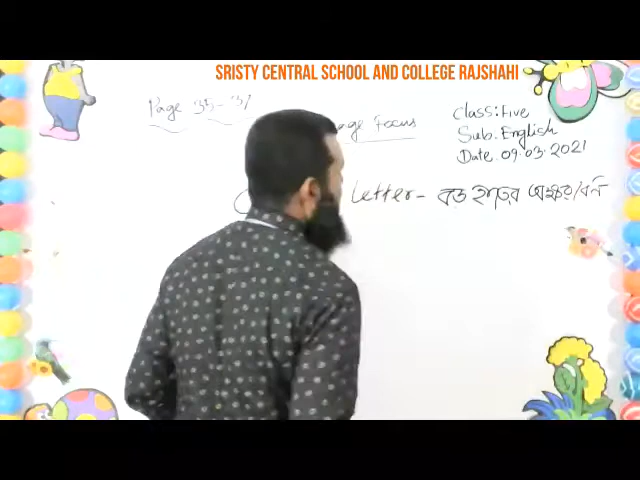 SRISTY CENTRAL SCHOOL AND COLLEGE RAJSHAHI
Page 35-37
Focus
Class: Five
Sub. English
Date. 09.03.2021
Letter- বড় হাতের অক্ষর/বর্ণ